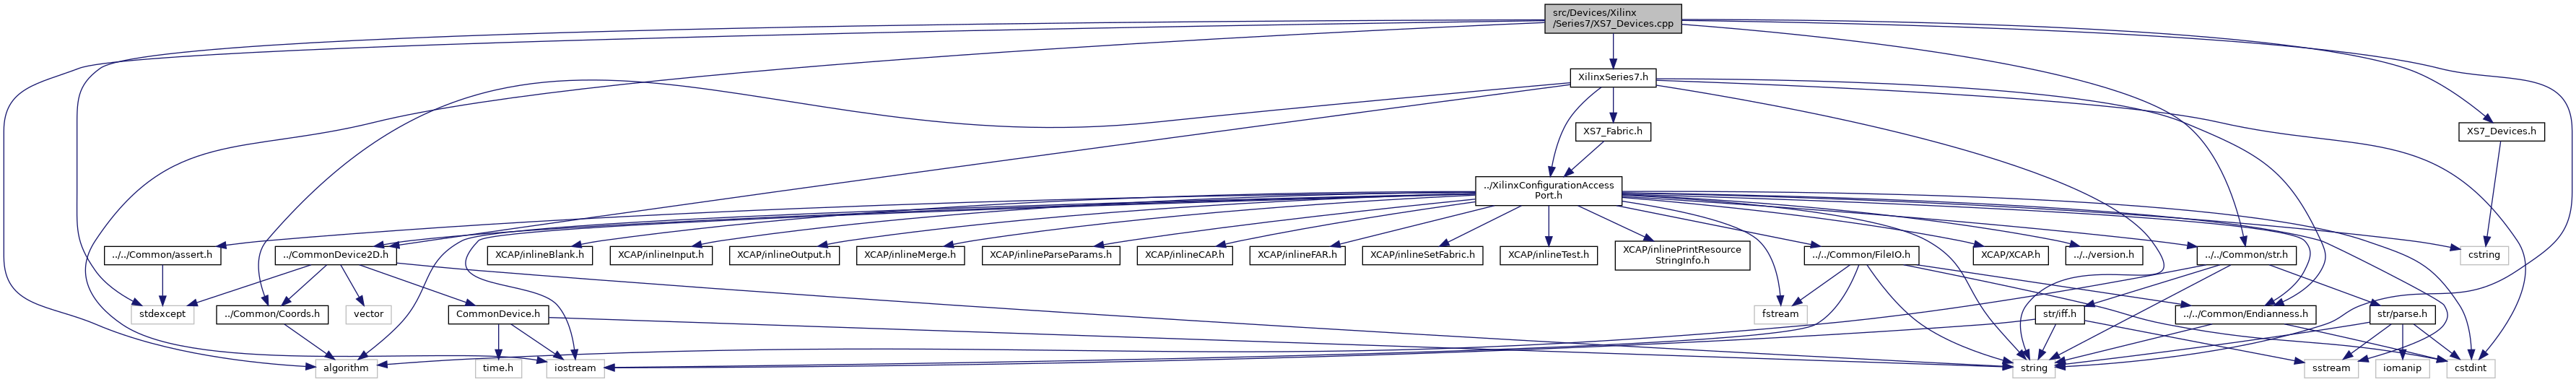 src/Devices/Xilinx
/Series7/XS7_Devices.cpp
XilinxSeries7.h
XS7_Fabric.h
XS7_Devices.h
../XilinxConfigurationAccess
Port.h
../../Common/assert.h
../CommonDevice2D.h
XCAP/inlineBlank.h
XCAP/inlineInput.h
XCAP/inlineOutput.h
XCAP/inlineMerge.h
XCAP/inlineParseParams.h
XCAP/inlineCAP.h
XCAP/inlineFAR.h
XCAP/inlineSetFabric.h
XCAP/inlineTest.h
XCAP/inlinePrintResource
StringInfo.h
../../Common/FileIO.h
XCAP/XCAP.h
../../version.h
../../Common/str.h
cstring
stdexcept
../Common/Coords.h
vector
CommonDevice.h
fstream
str/iff.h
../../Common/Endianness.h
str/parse.h
algorithm
time.h
iostream
string
sstream
iomanip
cstdint